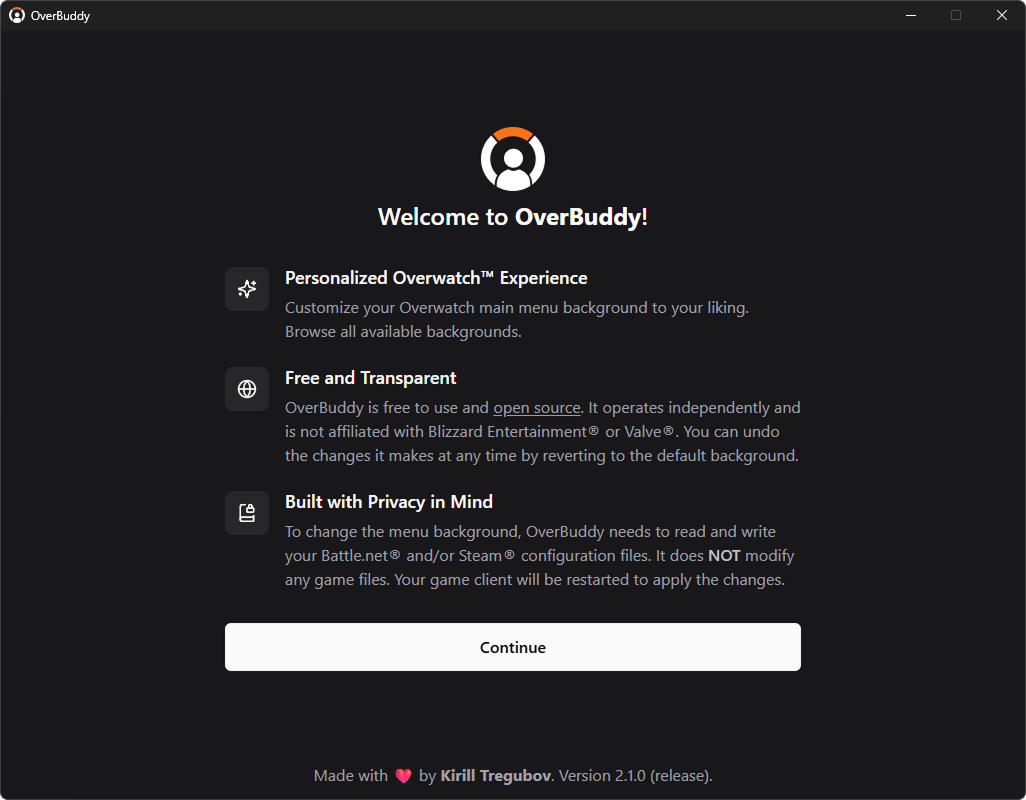 OverBuddy
Welcome to OverBuddy!
Personalized Overwatch™ Experience
Customize your Overwatch main menu background to your liking.
Browse all available backgrounds.
Free and Transparent
OverBuddy is free to use and open source. It operates independently and
is not affiliated with Blizzard Entertainment® or Valve®. You can undo
the changes it makes at any time by reverting to the default background.
Built with Privacy in Mind
To change the menu background, OverBuddy needs to read and write
your Battle.net® and/or Steam® configuration files. It does NOT modify
any game files. Your game client will be restarted to apply the changes.
Continue
Made with ❤️ by Kirill Tregubov. Version 2.1.0 (release).